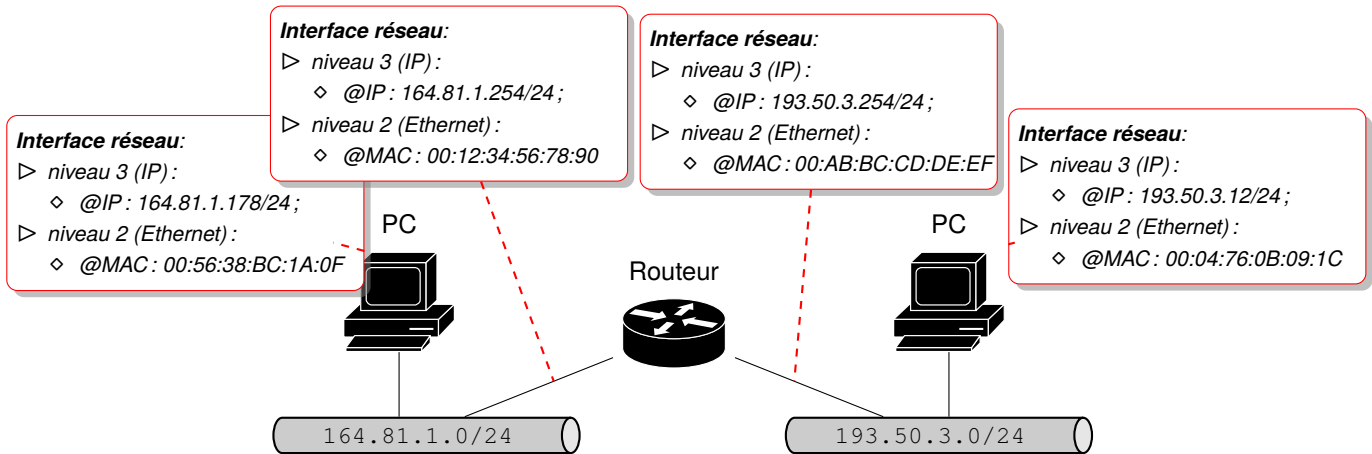 Interface réseau:
▷ niveau 3 (IP) :
◇ @IP : 164.81.1.178/24 ;
▷ niveau 2 (Ethernet) :
◇ @MAC : 00:56:38:BC:1A:0F
Interface réseau:
▷ niveau 3 (IP) :
◇ @IP : 164.81.1.254/24 ;
▷ niveau 2 (Ethernet) :
◇ @MAC : 00:12:34:56:78:90
Interface réseau:
▷ niveau 3 (IP) :
◇ @IP : 193.50.3.254/24 ;
▷ niveau 2 (Ethernet) :
◇ @MAC : 00:AB:BC:CD:DE:EF
Interface réseau:
▷ niveau 3 (IP) :
◇ @IP : 193.50.3.12/24 ;
▷ niveau 2 (Ethernet) :
◇ @MAC : 00:04:76:0B:09:1C
PC
Routeur
PC
164.81.1.0/24
193.50.3.0/24